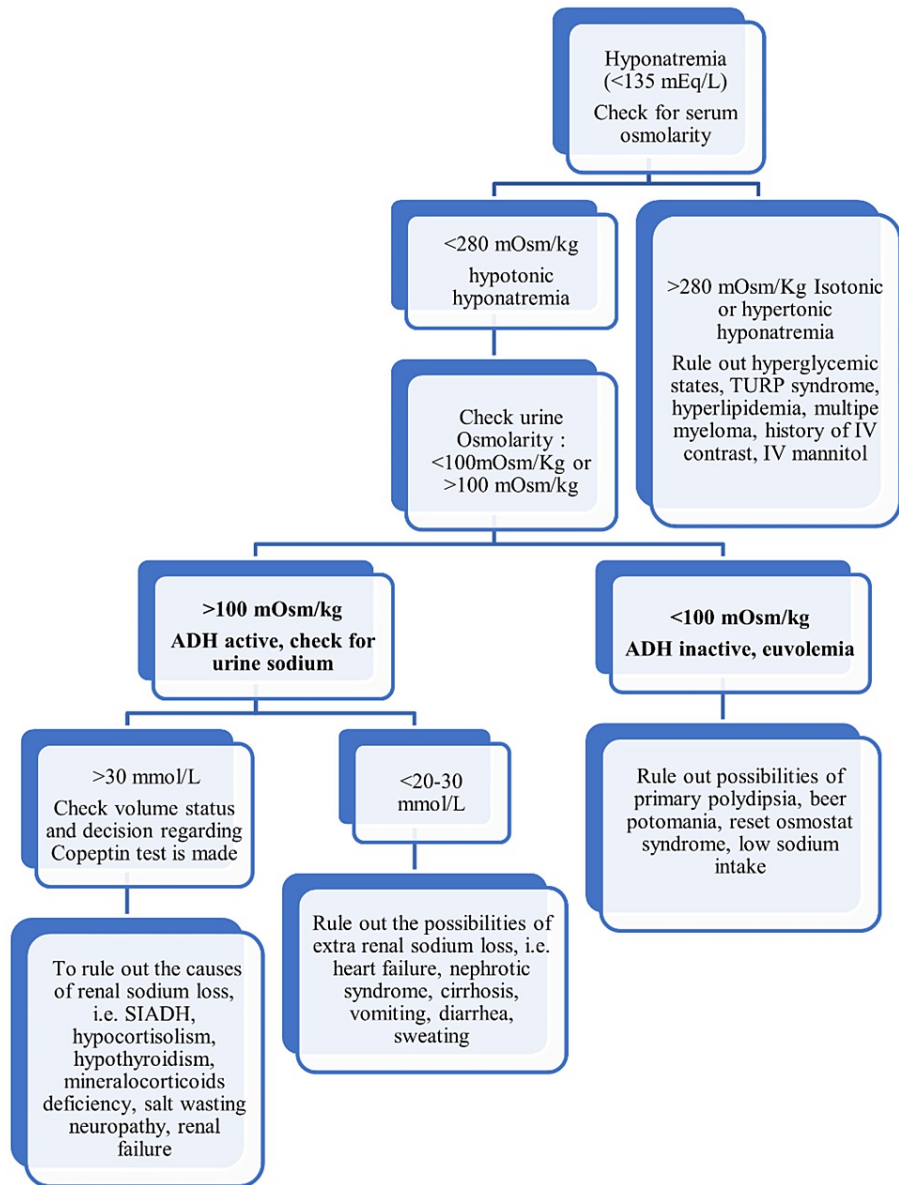 Hyponatremia
(<135 mEq/L)
Check for serum
osmolarity
<280 mOsm/kg
hypotonic
hyponatremia
>280 mOsm/Kg Isotonic
or hypertonic
hyponatremia
Rule out hyperglycemic
states, TURP syndrome,
hyperlipidemia, multipe
myeloma, history of IV
contrast, IV mannitol
Check urine
Osmolarity :
<100mOsm/Kg or
>100 mOsm/kg
>100 mOsm/kg
ADH active, check for
urine sodium
<100 mOsm/kg
ADH inactive, euvolemia
>30 mmol/L
Check volume status
and decision regarding
Copeptin test is made
<20-30
mmol/L
Rule out possibilities of
primary polydipsia, beer
potomania, reset osmostat
syndrome, low sodium
intake
To rule out the causes
of renal sodium loss,
i.e. SIADH,
hypocortisolism,
hypothyroidism,
mineralocorticoids
deficiency, salt wasting
neuropathy, renal
failure
Rule out the possibilities of
extra renal sodium loss, i.e.
heart failure, nephrotic
syndrome, cirrhosis,
vomiting, diarrhea,
sweating